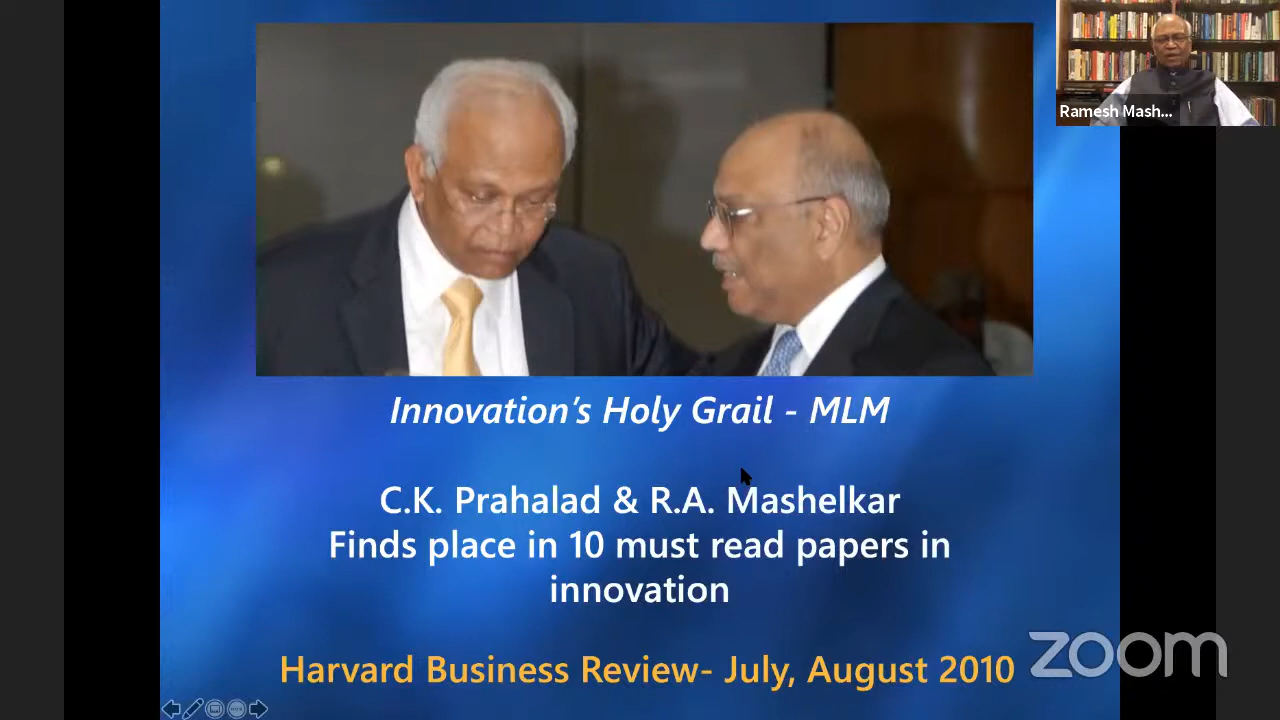 Ramesh Mash...
Innovation's Holy Grail - MLM
C.K. Prahalad & R.A. Mashelkar
Finds place in 10 must read papers in
innovation
Harvard Business Review- July, August 2010
zoom